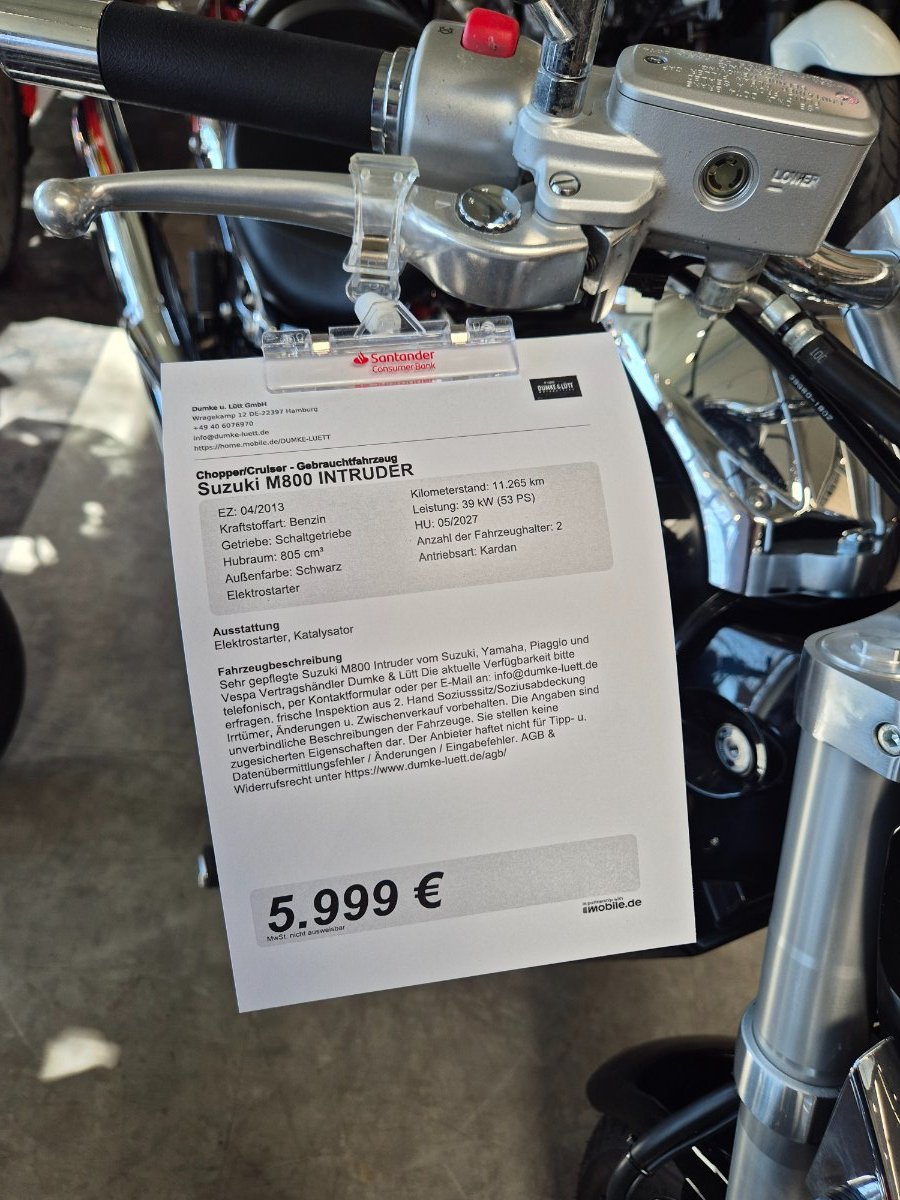 LOWER
Santander
Consumer Bank
DUMKE & LÜTT
Dumke u. Lütt GmbH
Wragekamp 12 DE-22397 Hamburg
+49 40 6076970
info@dumke-luett.de
https://home.mobile.de/DUMKE-LUETT
Chopper/Cruiser - Gebrauchtfahrzeug
Suzuki M800 INTRUDER
EZ: 04/2013
Kraftstoffart: Benzin
Getriebe: Schaltgetriebe
Hubraum: 805 cm³
Außenfarbe: Schwarz
Elektrostarter
Kilometerstand: 11.265 km
Leistung: 39 kW (53 PS)
HU: 05/2027
Anzahl der Fahrzeughalter: 2
Antriebsart: Kardan
Ausstattung
Elektrostarter, Katalysator
Fahrzeugbeschreibung
Sehr gepflegte Suzuki M800 Intruder vom Suzuki, Yamaha, Piaggio und
Vespa Vertragshändler Dumke & Lütt Die aktuelle Verfügbarkeit bitte
telefonisch, per Kontaktformular oder per E-Mail an: info@dumke-luett.de
erfragen. frische Inspektion aus 2. Hand Soziusssitz/Soziusabdeckung
Irrtümer, Änderungen u. Zwischenverkauf vorbehalten. Die Angaben sind
unverbindliche Beschreibungen der Fahrzeuge. Sie stellen keine
zugesicherten Eigenschaften dar. Der Anbieter haftet nicht für Tipp- u.
Datenübermittlungsfehler / Änderungen / Eingabefehler. AGB &
Widerrufsrecht unter https://www.dumke-luett.de/agb/
5.999 €
MwSt. nicht ausweisbar
in partnership with
mobile.de